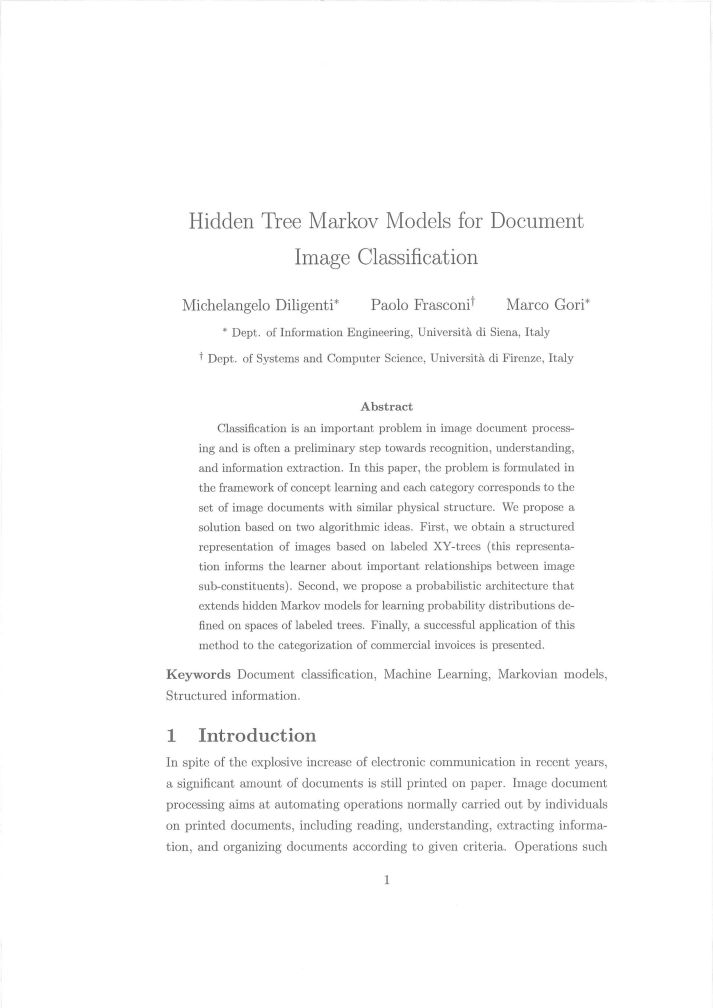 Hidden Tree Markov Models for Document
Image Classification
Michelangelo Diligenti* Paolo Frasconi† Marco Gori*
* Dept. of Information Engineering, Università di Siena, Italy
† Dept. of Systems and Computer Science, Università di Firenze, Italy
Abstract
Classification is an important problem in image document process-
ing and is often a preliminary step towards recognition, understanding,
and information extraction. In this paper, the problem is formulated in
the framework of concept learning and each category corresponds to the
set of image documents with similar physical structure. We propose a
solution based on two algorithmic ideas. First, we obtain a structured
representation of images based on labeled XY-trees (this representa-
tion informs the learner about important relationships between image
sub-constituents). Second, we propose a probabilistic architecture that
extends hidden Markov models for learning probability distributions de-
fined on spaces of labeled trees. Finally, a successful application of this
method to the categorization of commercial invoices is presented.
Keywords Document classification, Machine Learning, Markovian models,
Structured information.
1 Introduction
In spite of the explosive increase of electronic communication in recent years,
a significant amount of documents is still printed on paper. Image document
processing aims at automating operations normally carried out by individuals
on printed documents, including reading, understanding, extracting informa-
tion, and organizing documents according to given criteria. Operations such
1